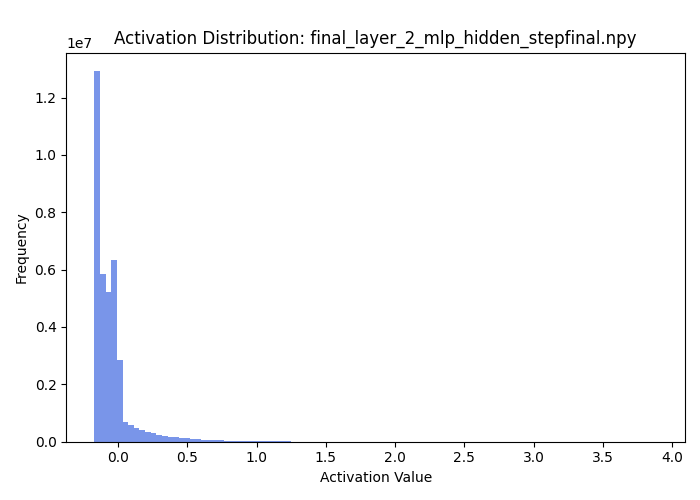 Activation Distribution: final_layer_2_mlp_hidden_stepfinal.npy
1e7
1.2
1.0
0.8
0.6
0.4
0.2
0.0
Frequency
0.0 0.5 1.0 1.5 2.0 2.5 3.0 3.5 4.0
Activation Value